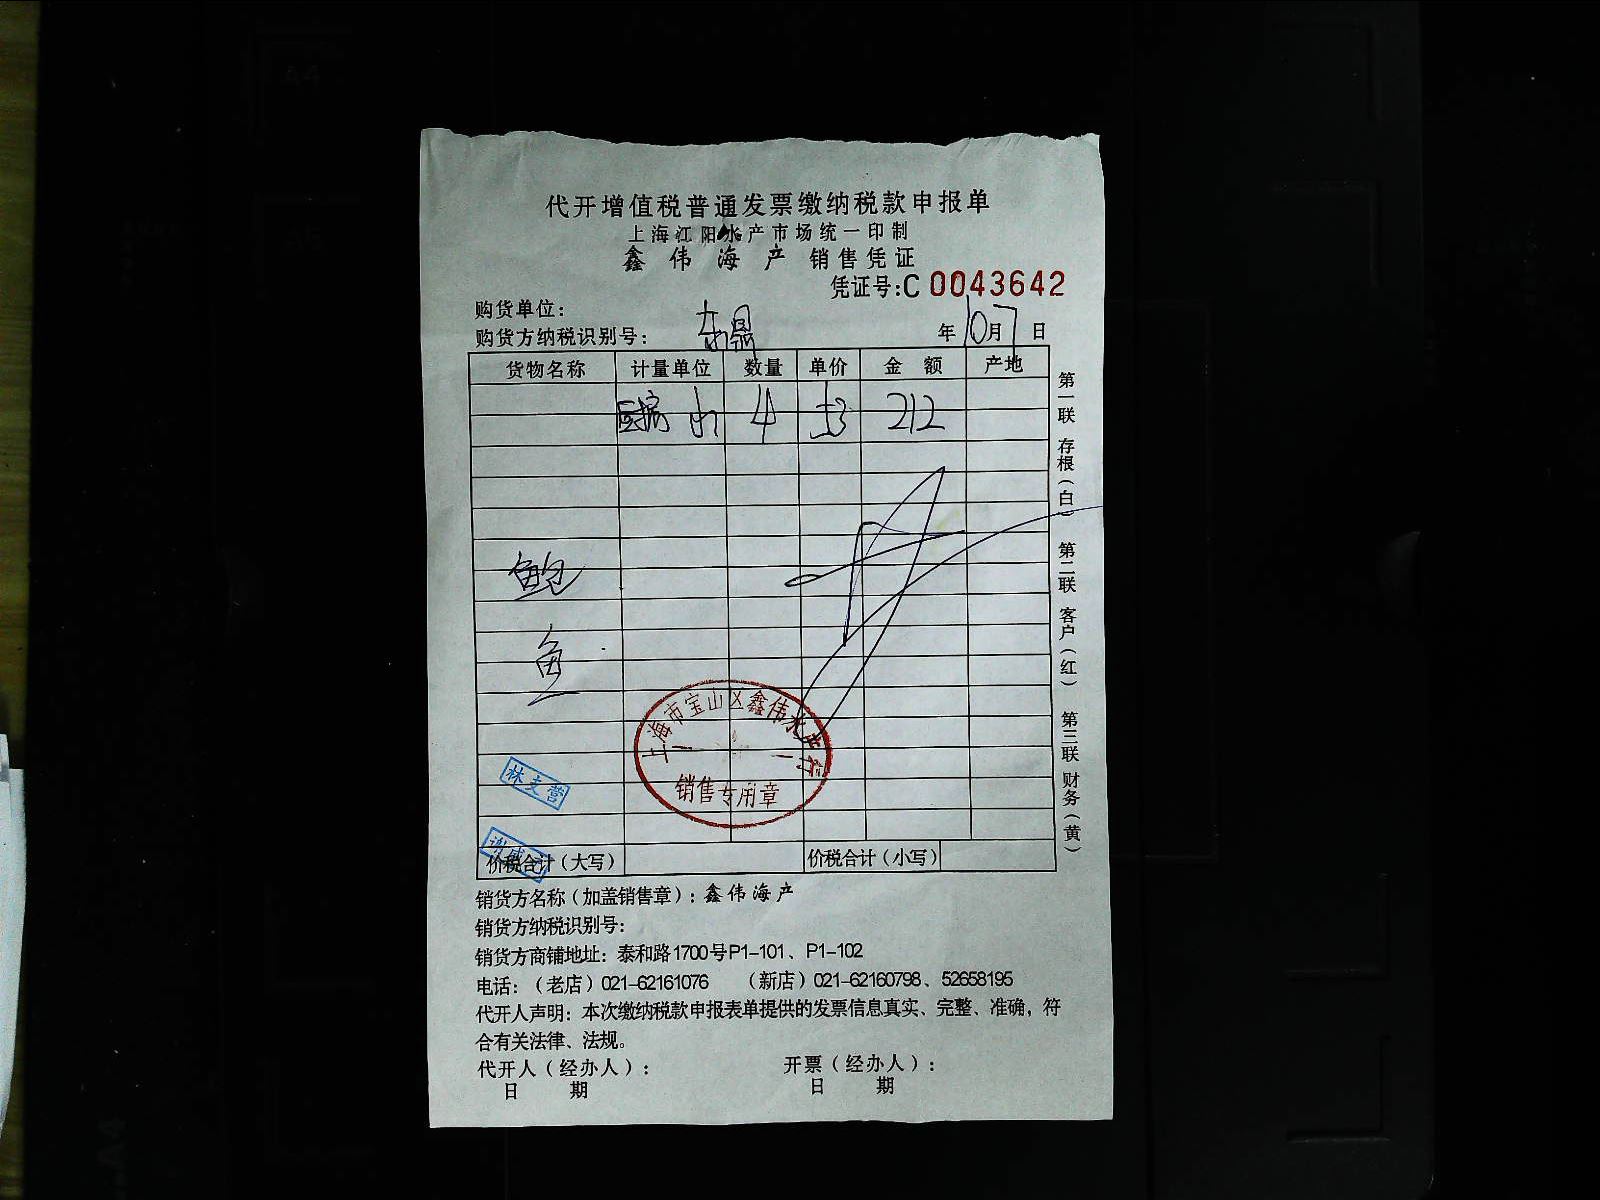 代开增值税普通发票缴纳税款申报单
上海江阳水产市场统一印制
鑫伟海产 销售凭证
凭证号:C 0043642
购货单位:
购货方纳税识别号: 年10月7日
货物名称 计量单位 数量 单价 金额 产地
4 53 212
鲍
鱼
第一联 存根(白) 第二联 客户(红) 第三联 财务(黄)
上海市宝山区鑫伟水产行
销售专用章
林支营
价税合计(大写) 价税合计(小写)
销货方名称(加盖销售章):鑫伟海产
销货方纳税识别号:
销货方商铺地址:泰和路1700号P1-101、P1-102
电话:(老店)021-62161076 (新店)021-62160798、52658195
代开人声明:本次缴纳税款申报表单提供的发票信息真实、完整、准确,符
合有关法律、法规。
代开人(经办人): 开票(经办人):
日 期 日 期